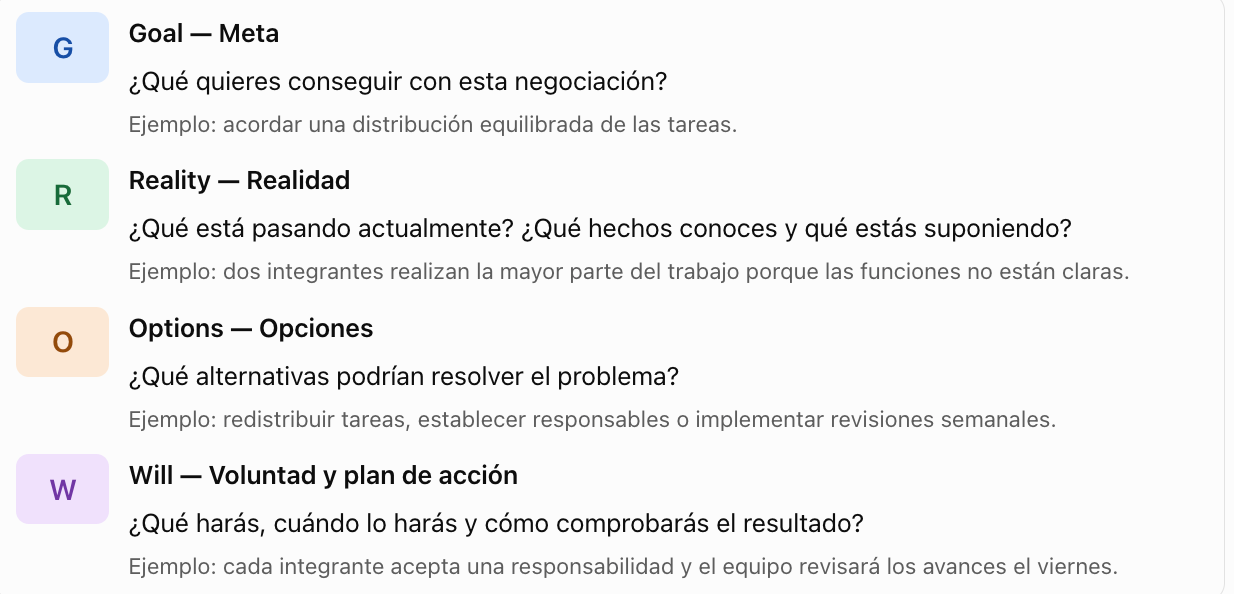 G
Goal — Meta
¿Qué quieres conseguir con esta negociación?
Ejemplo: acordar una distribución equilibrada de las tareas.
R
Reality — Realidad
¿Qué está pasando actualmente? ¿Qué hechos conoces y qué estás suponiendo?
Ejemplo: dos integrantes realizan la mayor parte del trabajo porque las funciones no están claras.
O
Options — Opciones
¿Qué alternativas podrían resolver el problema?
Ejemplo: redistribuir tareas, establecer responsables o implementar revisiones semanales.
W
Will — Voluntad y plan de acción
¿Qué harás, cuándo lo harás y cómo comprobarás el resultado?
Ejemplo: cada integrante acepta una responsabilidad y el equipo revisará los avances el viernes.